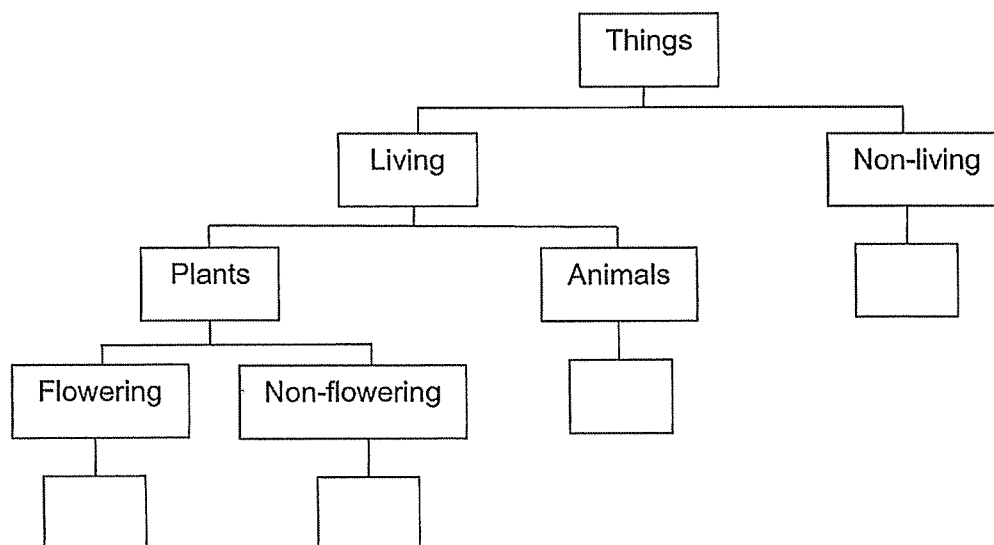 Things
Living
Non-living
Plants
Animals
Flowering
Non-flowering